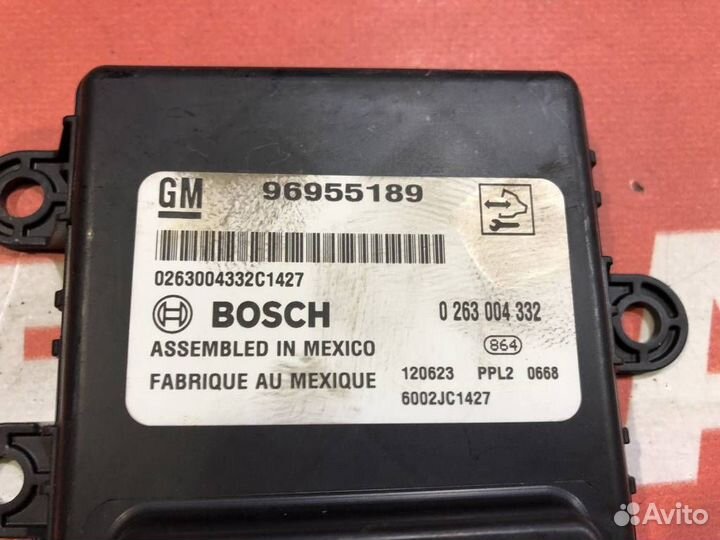 GM 96955189
0263004332C1427
BOSCH 0 263 004 332
ASSEMBLED IN MEXICO 864
FABRIQUE AU MEXIQUE 120623 PPL2 0668
6002JC1427
Avito